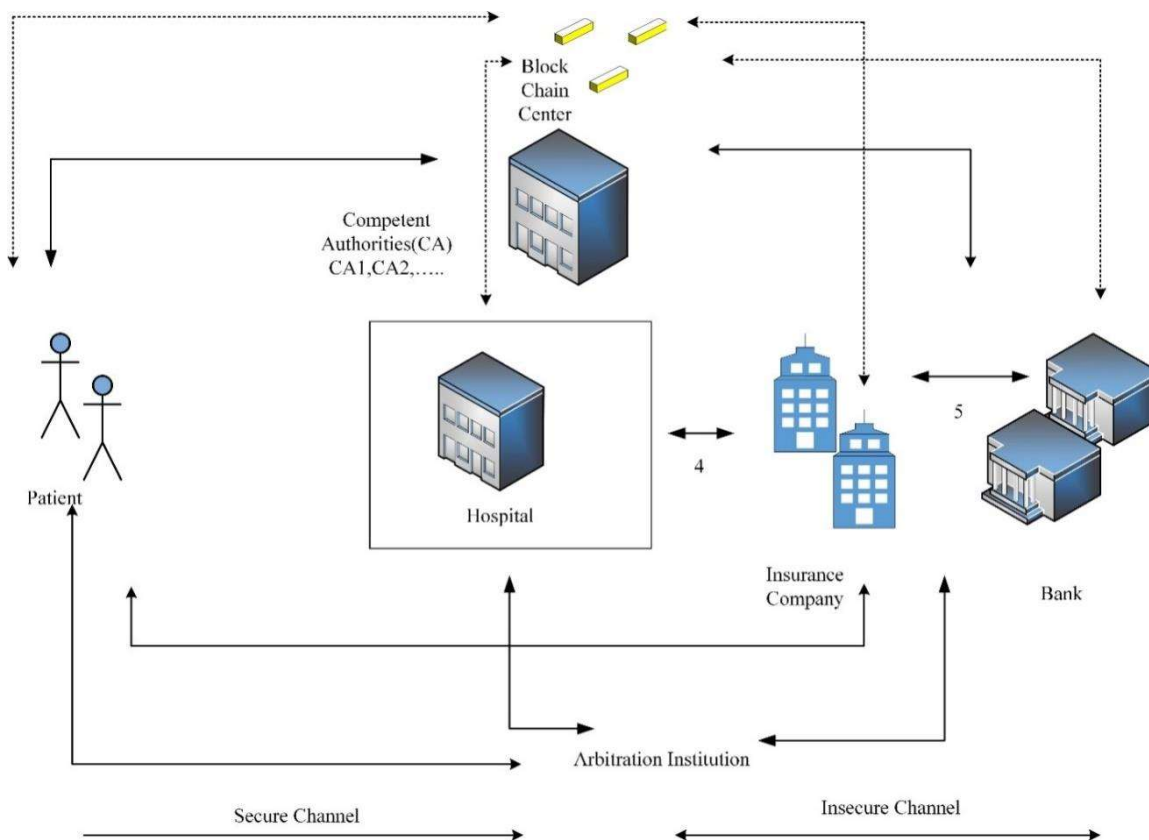 Block
Chain
Center
Competent
Authorities(CA)
CA1,CA2,.....
Patient
Hospital
4
5
Insurance
Company
Bank
Arbitration Institution
Secure Channel
Insecure Channel